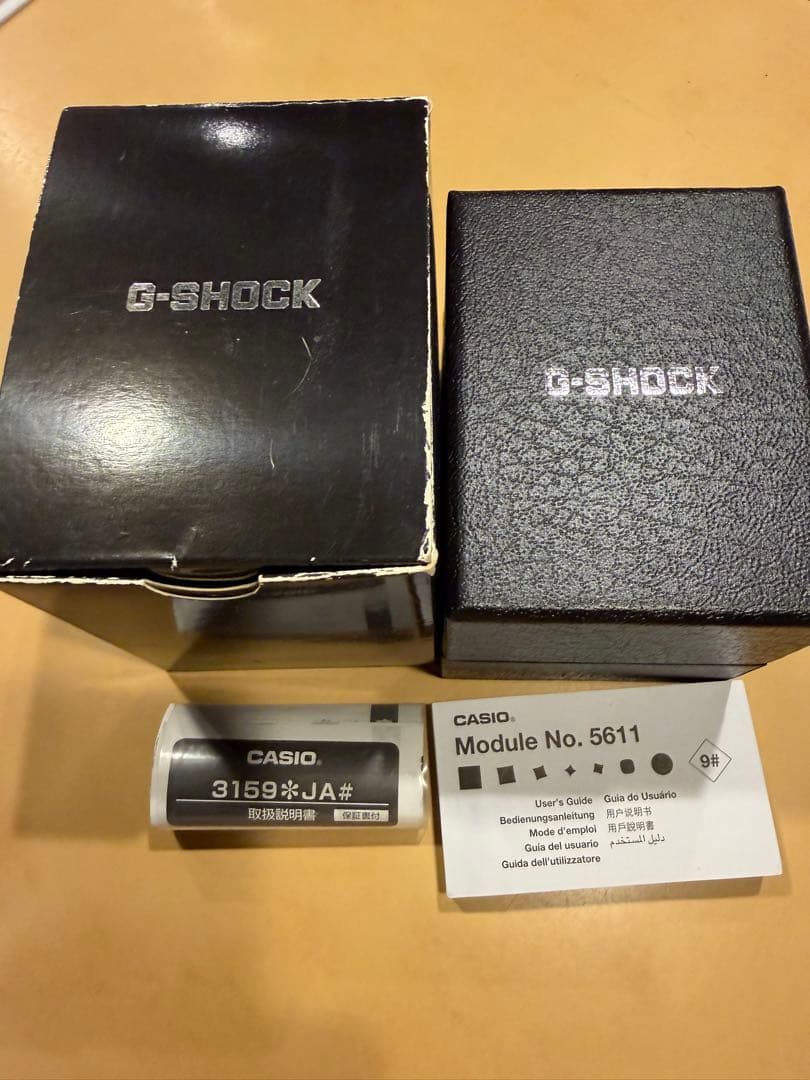 G-SHOCK
G-SHOCK
CASIO®
3159*JA#
取扱説明書 保証書付
CASIO®
Module No. 5611
9#
User's Guide Guia do Usuário
Bedienungsanleitung 用户说明书
Mode d'emploi 用戶說明書
Guía del usuario دليل المستخدم
Guida dell'utilizzatore